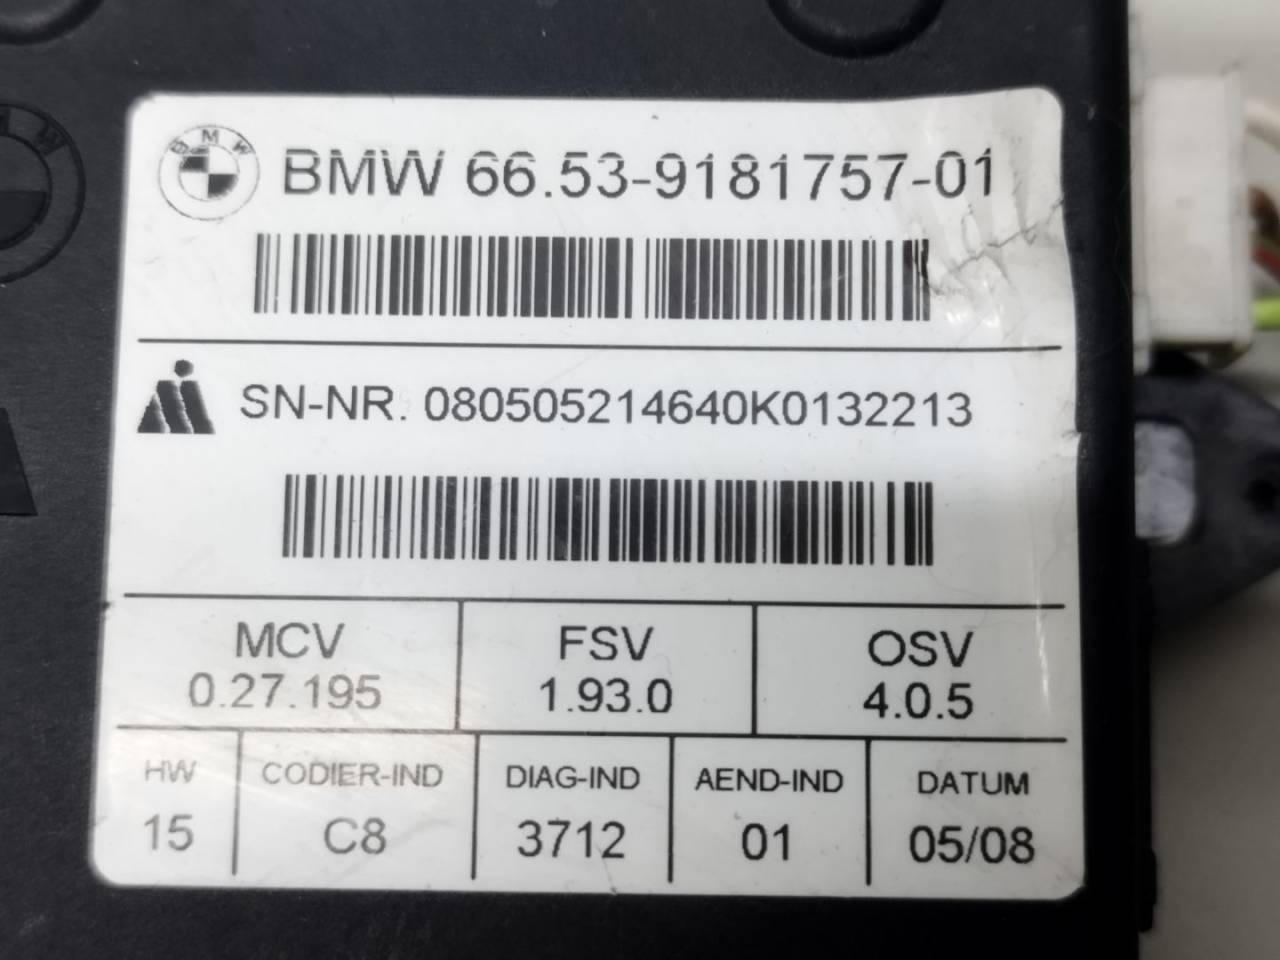 BMW BMW 66.53-9181757-01
SN-NR. 080505214640K0132213
MCV FSV OSV
0.27.195 1.93.0 4.0.5
HW CODIER-IND DIAG-IND AEND-IND DATUM
15 C8 3712 01 05/08